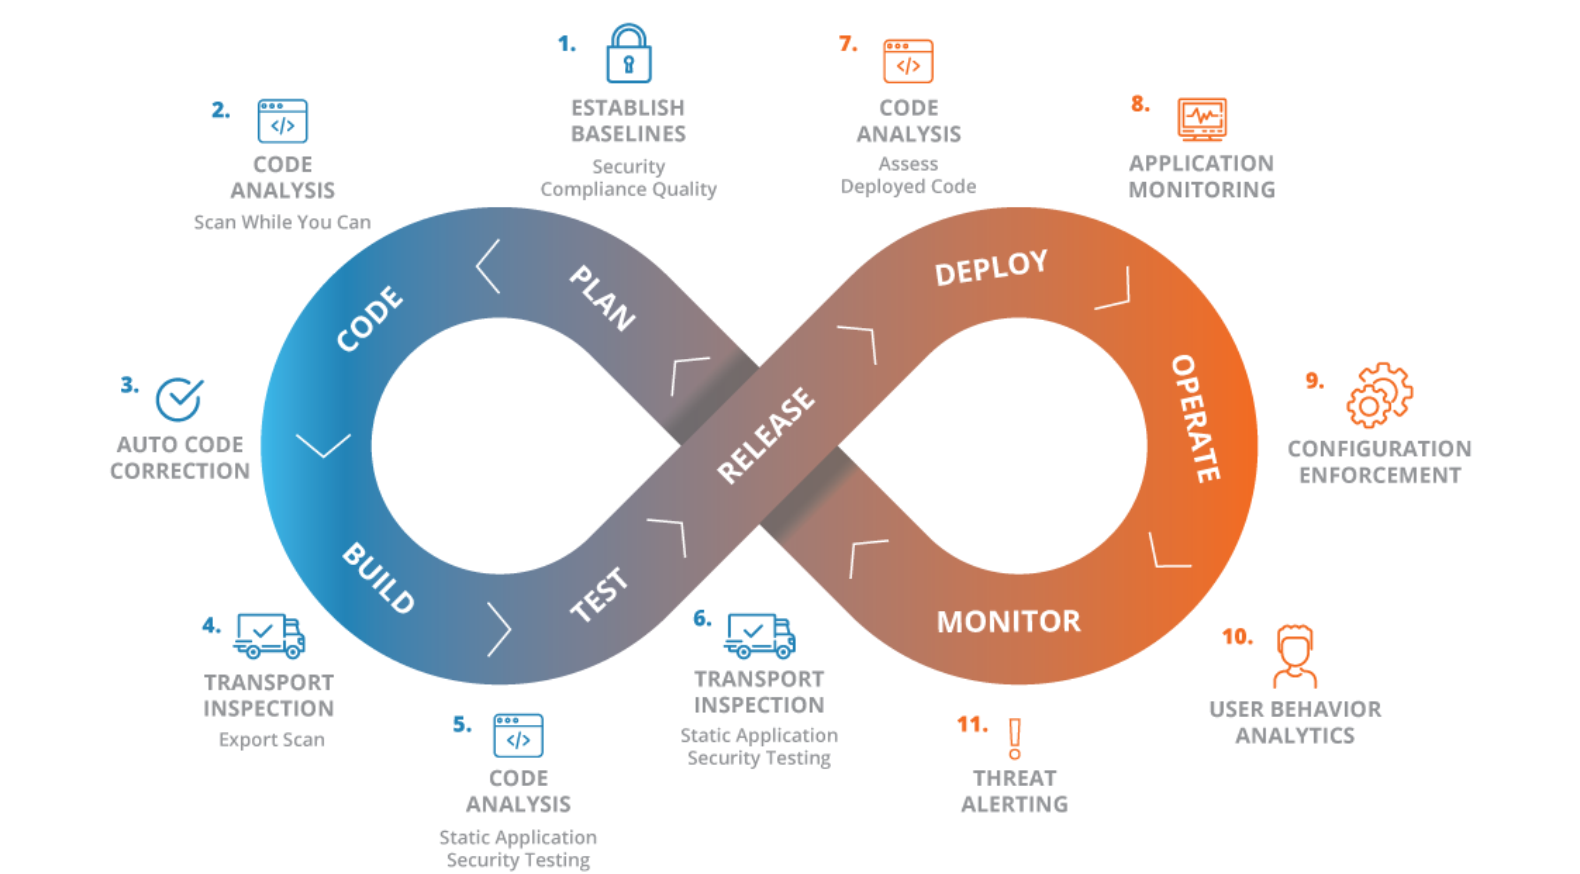 1.
ESTABLISH
BASELINES
Security
Compliance Quality
2.
</>
CODE
ANALYSIS
Scan While You Can
3.
AUTO CODE
CORRECTION
4.
TRANSPORT
INSPECTION
Export Scan
5.
</>
CODE
ANALYSIS
Static Application
Security Testing
6.
TRANSPORT
INSPECTION
Static Application
Security Testing
7.
</>
CODE
ANALYSIS
Assess
Deployed Code
8.
APPLICATION
MONITORING
9.
CONFIGURATION
ENFORCEMENT
10.
USER BEHAVIOR
ANALYTICS
11.
THREAT
ALERTING
PLAN
CODE
BUILD
TEST
RELEASE
DEPLOY
OPERATE
MONITOR